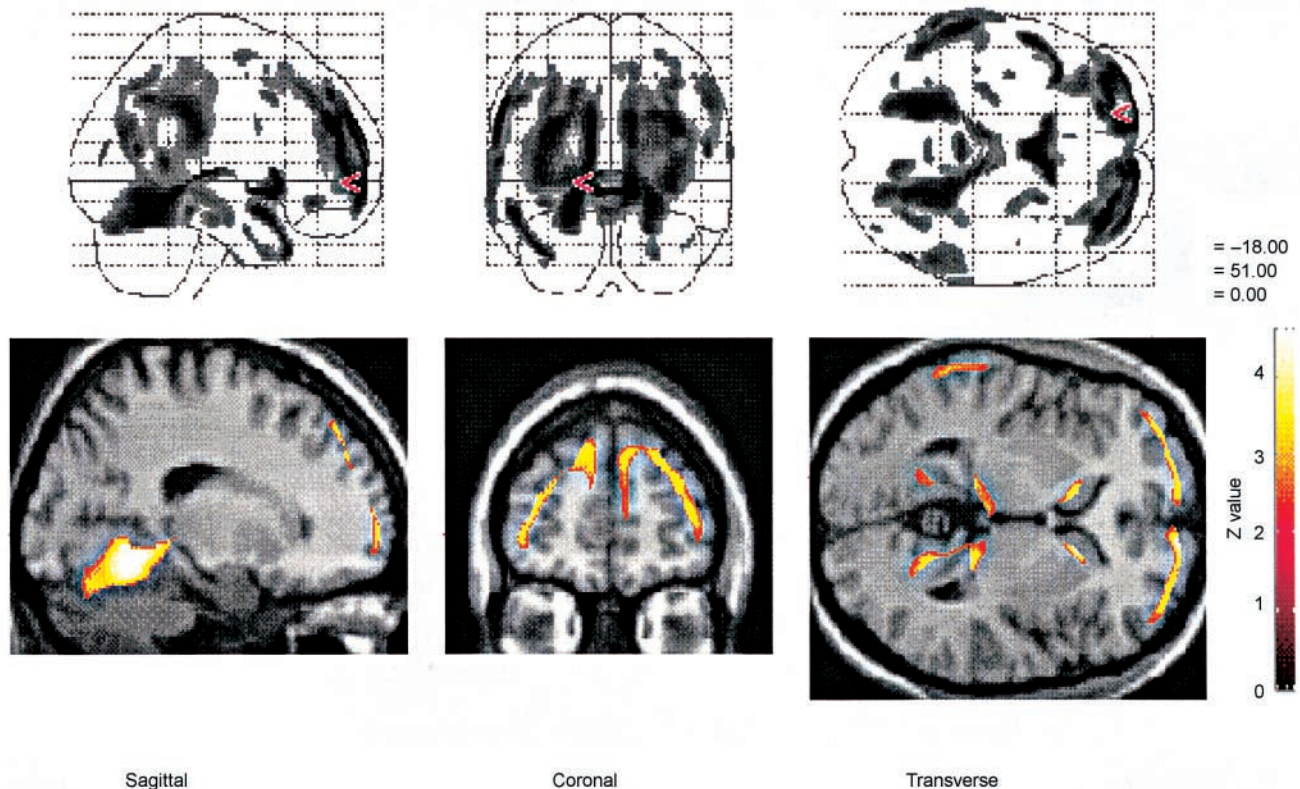 = –18.00
= 51.00
= 0.00
4
3
2
1
0
Z value
Sagittal
Coronal
Transverse